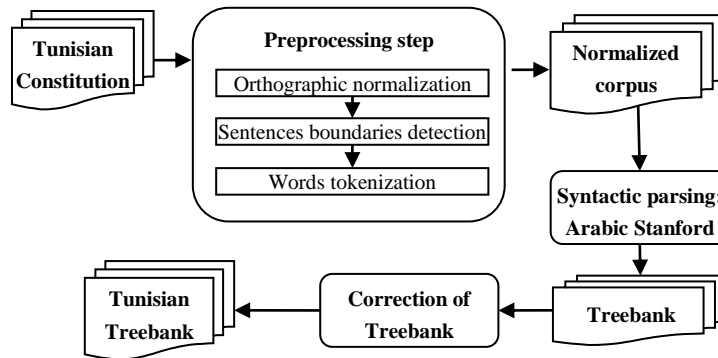 Tunisian
Constitution
Preprocessing step
Orthographic normalization
Sentences boundaries detection
Words tokenization
Normalized
corpus
Syntactic parsing:
Arabic Stanford
Treebank
Correction of
Treebank
Tunisian
Treebank